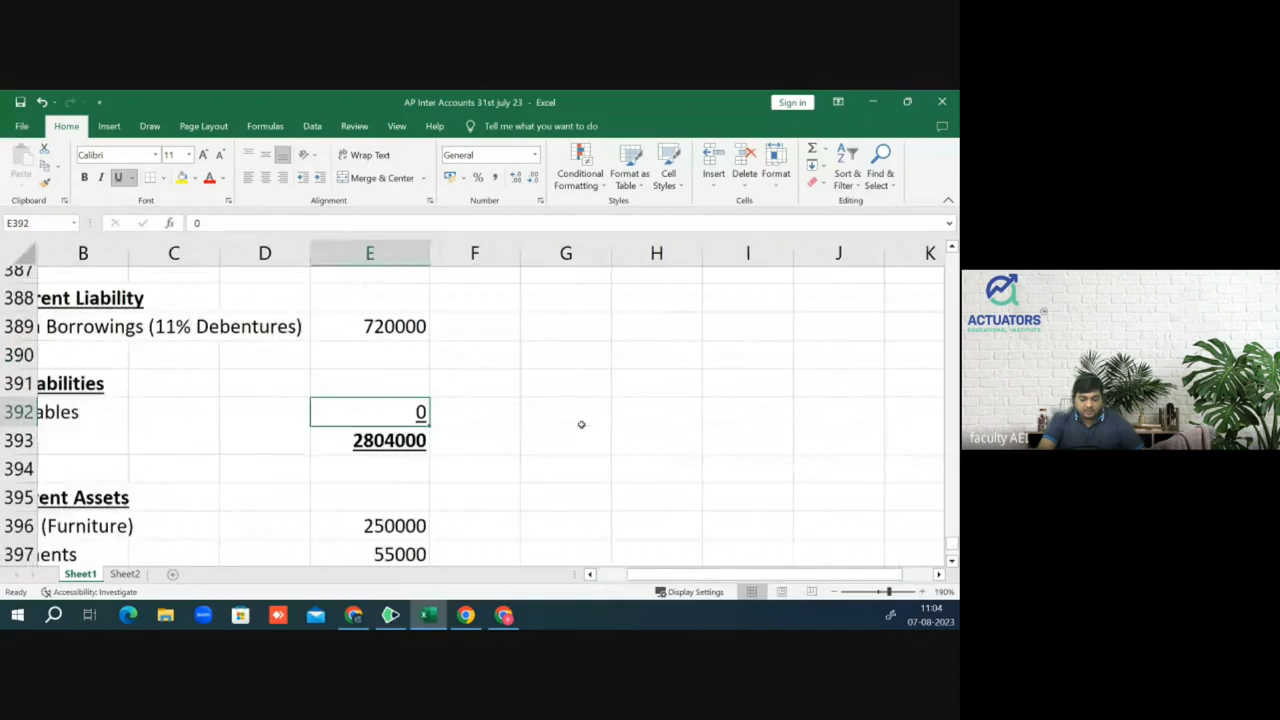 AP Inter Accounts 31st july 23 - Excel
Sign in
File Home Insert Draw Page Layout Formulas Data Review View Help Tell me what you want to do
Paste
Calibri 11
Wrap Text
General
Conditional Formatting
Format as Table
Cell Styles
Insert Delete Format
Sort & Filter
Find & Select
B I U
Merge & Center
Clipboard Font Alignment Number Styles Cells Editing
E392 fx 0
B C D E F G H I J K
387
388 rent Liability
389 Borrowings (11% Debentures) 720000
390
391 abilities
392 ables 0
393 2804000
394
395 ent Assets
396 (Furniture) 250000
397 ents 55000
Sheet1 Sheet2
Ready Accessibility: Investigate Display Settings 190%
zoom
11:04
07-08-2023
ACTUATORS
EDUCATIONAL INSTITUTE
faculty AEI